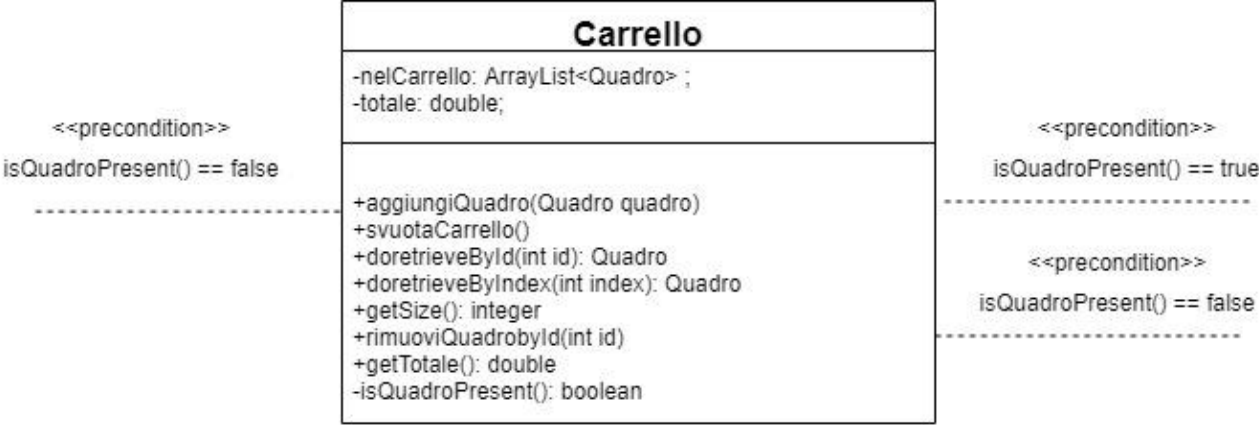 Carrello
-nelCarrello: ArrayList<Quadro> ;
-totale: double;
<<precondition>>
isQuadroPresent() == false
+aggiungiQuadro(Quadro quadro)
+svuotaCarrello()
+doretrieveById(int id): Quadro
+doretrieveByIndex(int index): Quadro
+getSize(): integer
+rimuoviQuadrobyId(int id)
+getTotale(): double
-isQuadroPresent(): boolean
<<precondition>>
isQuadroPresent() == true
<<precondition>>
isQuadroPresent() == false